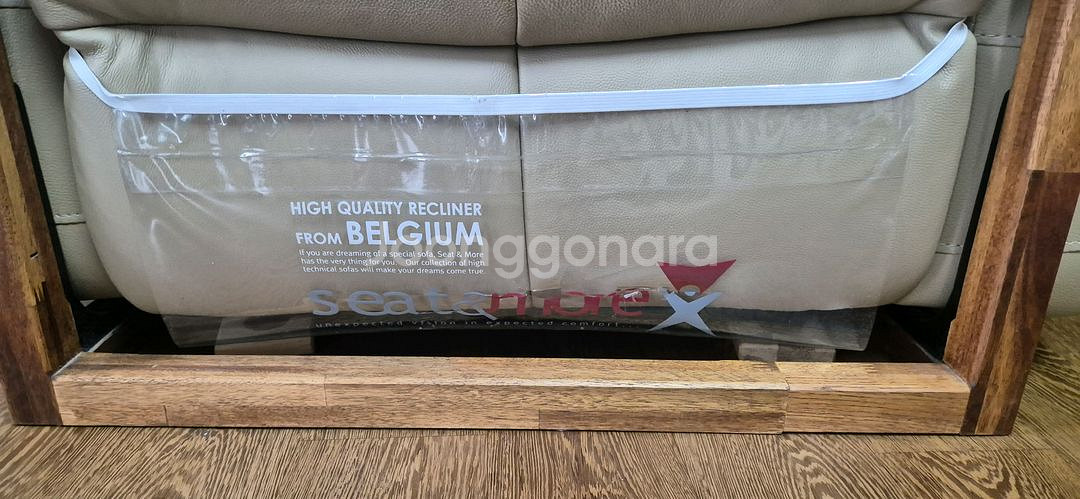 HIGH QUALITY RECLINER
FROM BELGIUM
If you are dreaming of a special sofa, Seat & More
has the very thing for you. Our collection of high
technical sofas will make your dreams come true.
joonggonara
seat&more
unexpected vision in expected comfort